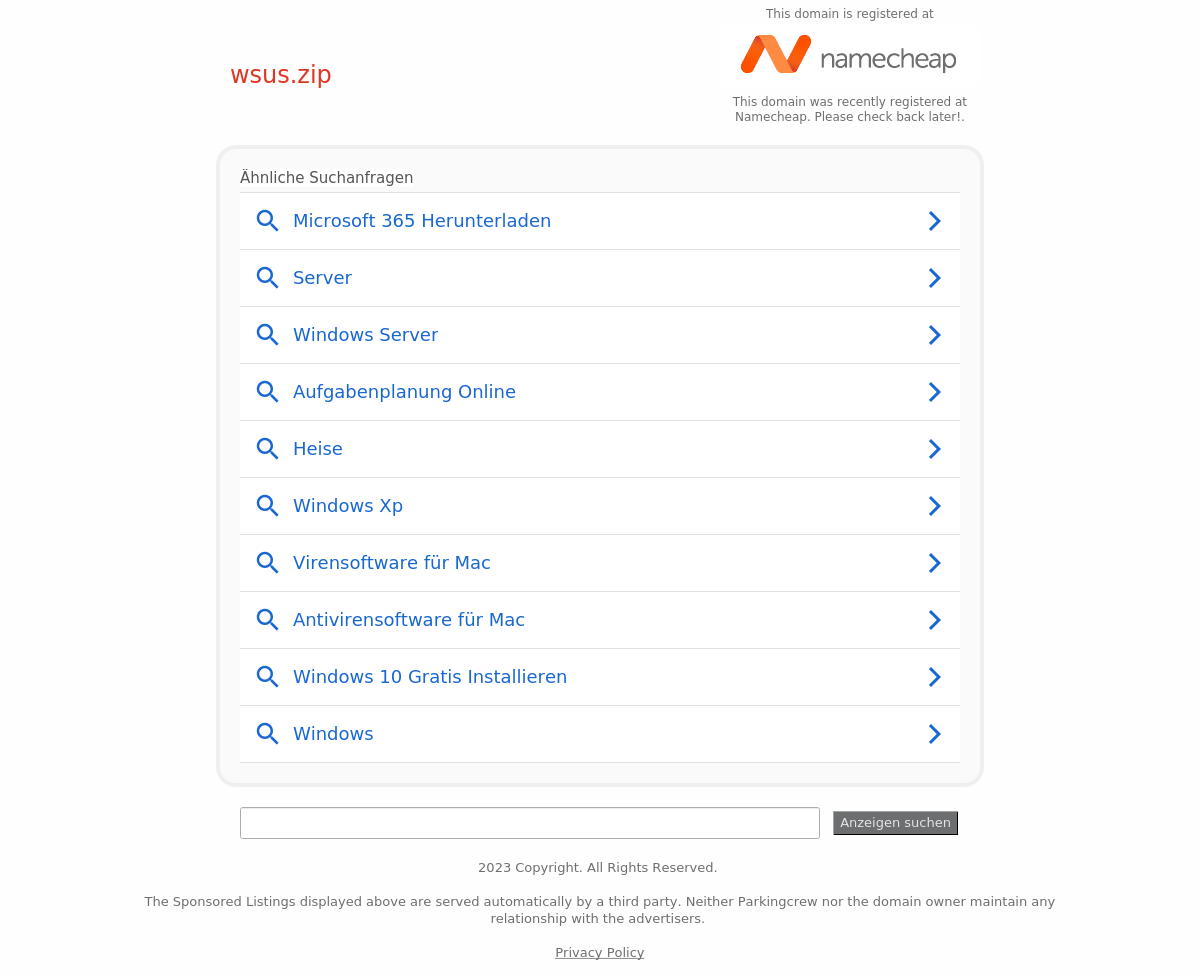 This domain is registered at
namecheap
wsus.zip
This domain was recently registered at
Namecheap. Please check back later!.
Ähnliche Suchanfragen
Microsoft 365 Herunterladen
Server
Windows Server
Aufgabenplanung Online
Heise
Windows Xp
Virensoftware für Mac
Antivirensoftware für Mac
Windows 10 Gratis Installieren
Windows
Anzeigen suchen
2023 Copyright. All Rights Reserved.
The Sponsored Listings displayed above are served automatically by a third party. Neither Parkingcrew nor the domain owner maintain any
relationship with the advertisers.
Privacy Policy